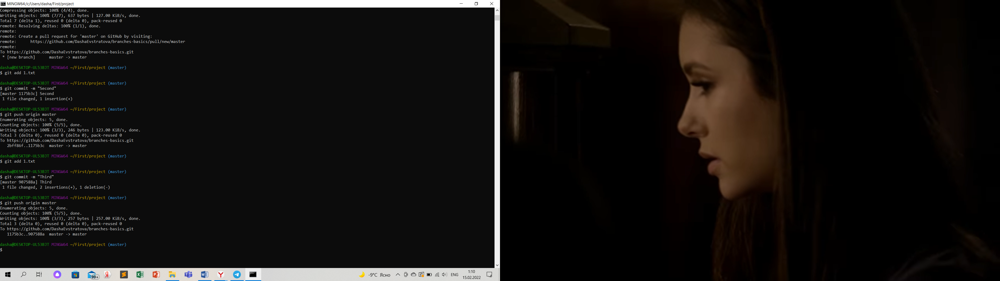 MINGW64:/c/Users/dasha/First/project
Compressing objects: 100% (4/4), done.
Writing objects: 100% (7/7), 637 bytes | 127.00 KiB/s, done.
Total 7 (delta 1), reused 0 (delta 0), pack-reused 0
remote: Resolving deltas: 100% (1/1), done.
remote:
remote: Create a pull request for 'master' on GitHub by visiting:
remote:      https://github.com/DashaEvstratova/branches-basics/pull/new/master
remote:
To https://github.com/DashaEvstratova/branches-basics.git
 * [new branch]      master -> master
dasha@DESKTOP-UL53BJT MINGW64 ~/First/project (master)
$ git add 1.txt
dasha@DESKTOP-UL53BJT MINGW64 ~/First/project (master)
$ git commit -m "Second"
[master 1175b3c] Second
 1 file changed, 1 insertion(+)
dasha@DESKTOP-UL53BJT MINGW64 ~/First/project (master)
$ git push origin master
Enumerating objects: 5, done.
Counting objects: 100% (5/5), done.
Writing objects: 100% (3/3), 246 bytes | 123.00 KiB/s, done.
Total 3 (delta 0), reused 0 (delta 0), pack-reused 0
To https://github.com/DashaEvstratova/branches-basics.git
   2bff86f..1175b3c  master -> master
dasha@DESKTOP-UL53BJT MINGW64 ~/First/project (master)
$ git add 1.txt
dasha@DESKTOP-UL53BJT MINGW64 ~/First/project (master)
$ git commit -m "Third"
[master 907588a] Third
 1 file changed, 2 insertions(+), 1 deletion(-)
dasha@DESKTOP-UL53BJT MINGW64 ~/First/project (master)
$ git push origin master
Enumerating objects: 5, done.
Counting objects: 100% (5/5), done.
Writing objects: 100% (3/3), 257 bytes | 257.00 KiB/s, done.
Total 3 (delta 0), reused 0 (delta 0), pack-reused 0
To https://github.com/DashaEvstratova/branches-basics.git
   1175b3c..907588a  master -> master
dasha@DESKTOP-UL53BJT MINGW64 ~/First/project (master)
$
99+
-9°C Ясно
ENG
1:10
15.02.2022